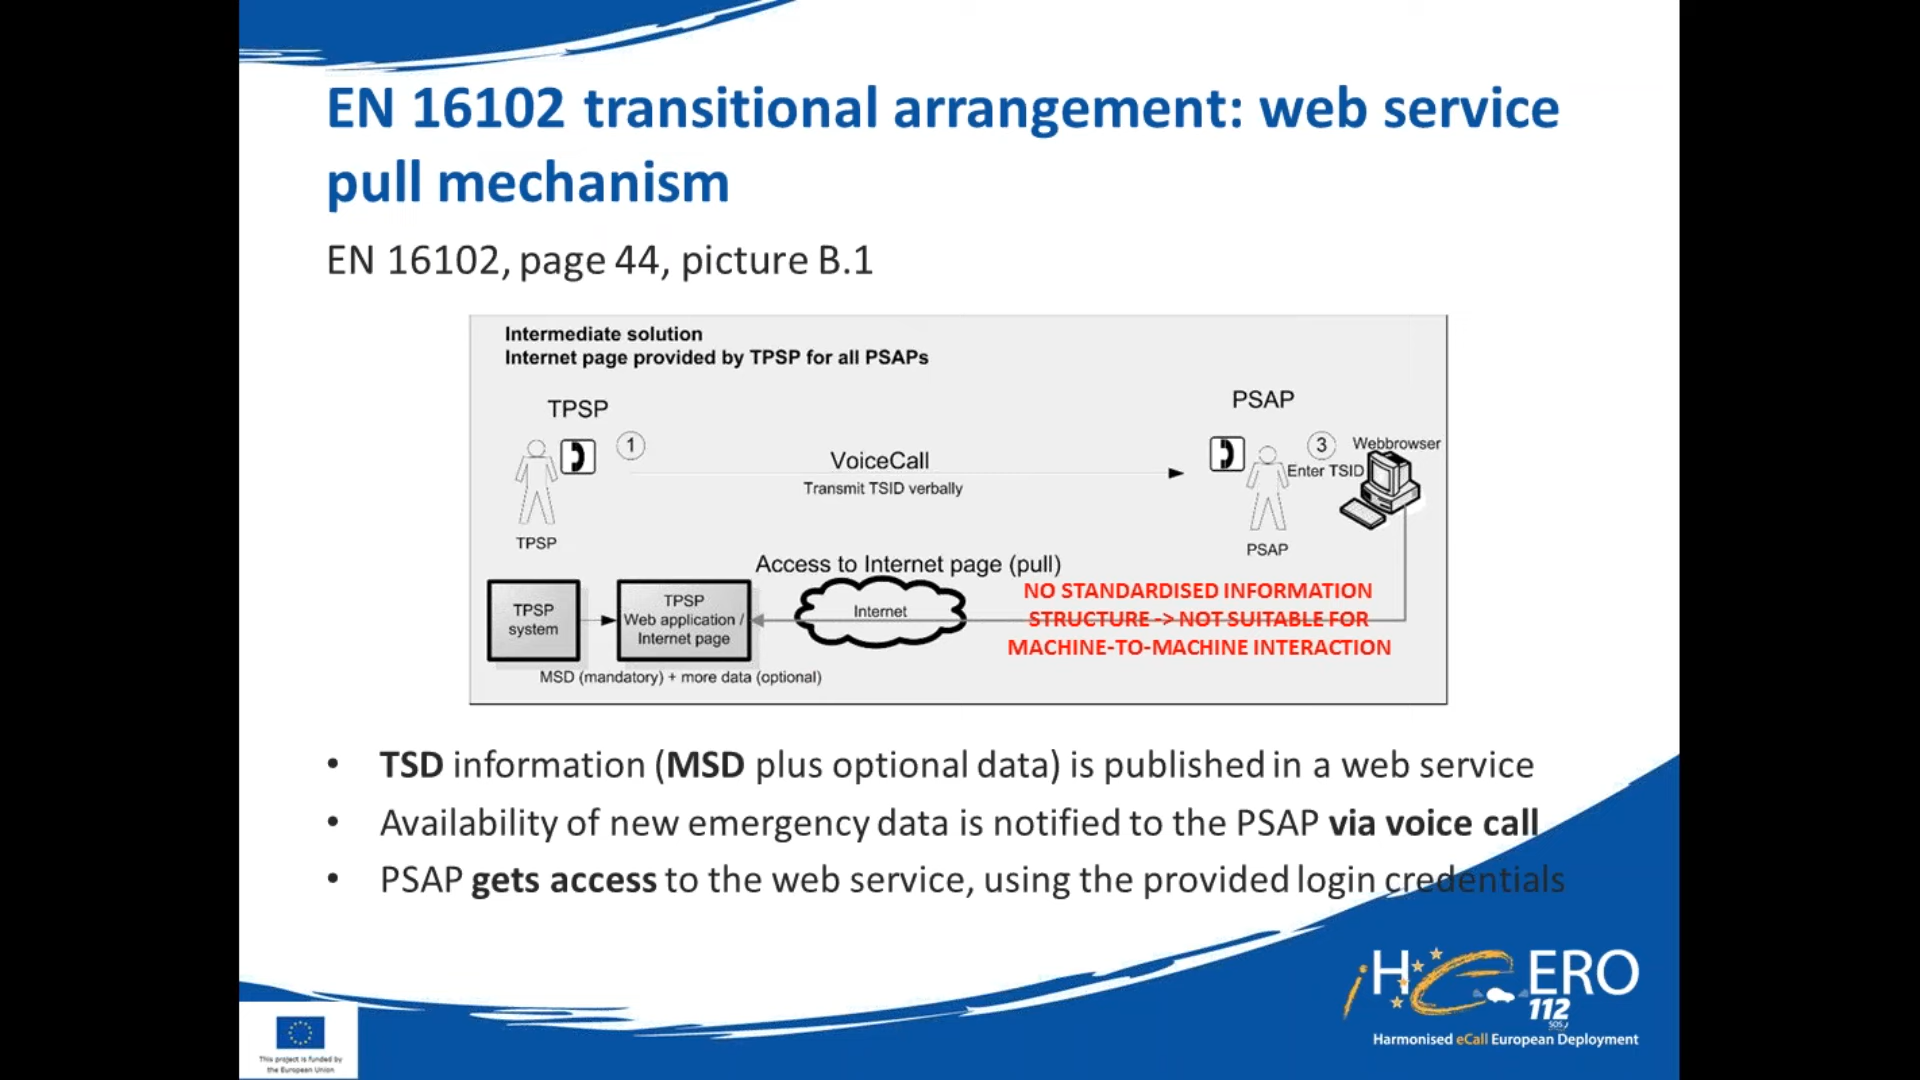 EN 16102 transitional arrangement: web service
pull mechanism
EN 16102, page 44, picture B.1
Intermediate solution
Internet page provided by TPSP for all PSAPs
TPSP
1
VoiceCall
Transmit TSID verbally
PSAP
3
Webbrowser
Enter TSID
TPSP
PSAP
Access to Internet page (pull)
TPSP
system
TPSP
Web application /
Internet page
Internet
NO STANDARDISED INFORMATION
STRUCTURE -> NOT SUITABLE FOR
MACHINE-TO-MACHINE INTERACTION
MSD (mandatory) + more data (optional)
• TSD information (MSD plus optional data) is published in a web service
• Availability of new emergency data is notified to the PSAP via voice call
• PSAP gets access to the web service, using the provided login credentials
iHeERO
112
SOS
Harmonised eCall European Deployment
This project is funded by
the European Union